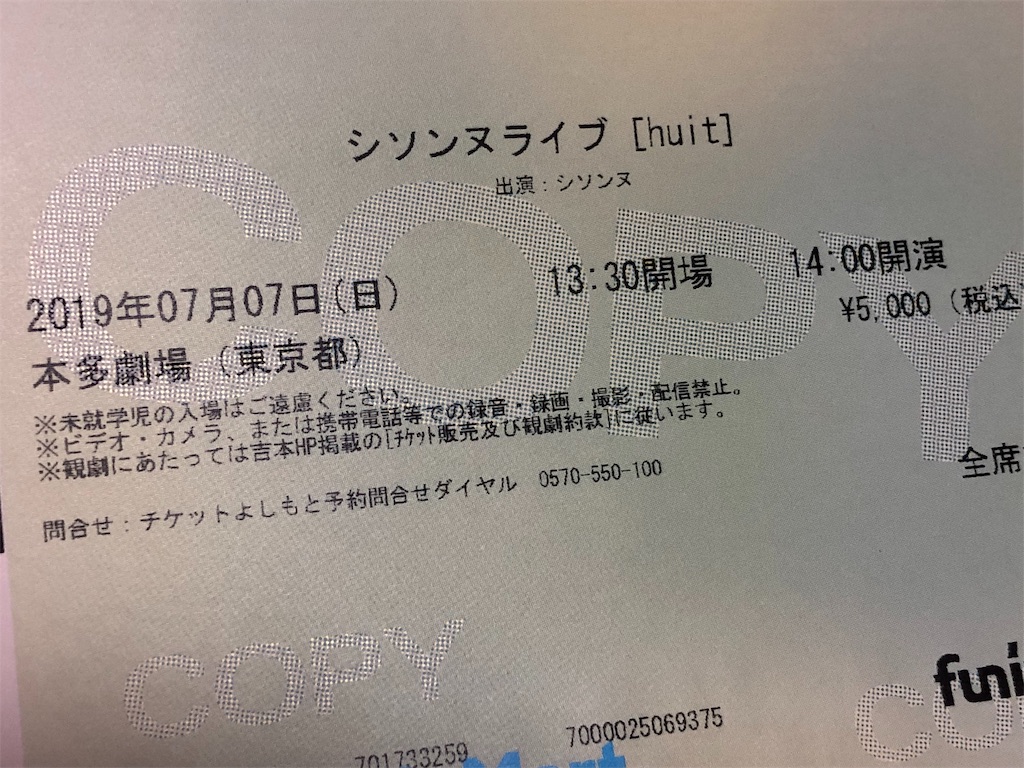 シソンヌライブ [huit]
出演：シソンヌ
2019年07月07日(日) 13:30開場 14:00開演
¥5,000 (税込
本多劇場 (東京都)
※未就学児の入場はご遠慮ください。
※ビデオ・カメラ、または携帯電話等での録音・録画・撮影・配信禁止。
※観劇にあたっては吉本HP掲載の[ﾁｹｯﾄ販売及び観劇約款]に従います。
全席
問合せ：チケットよしもと予約問合せダイヤル 0570-550-100
COPY
COPY
funi
CO
701733259
7000025069375